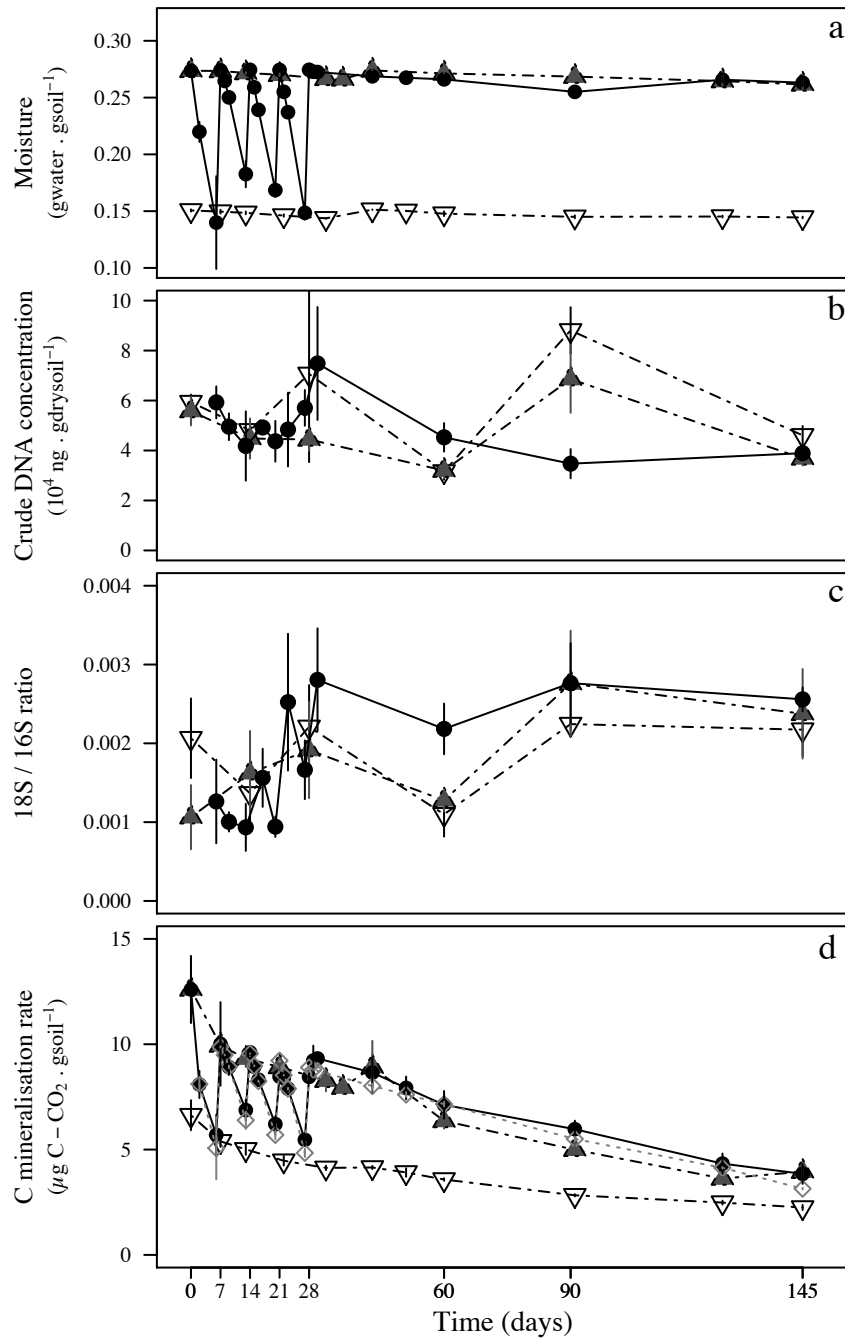 a
0.30
0.25
0.20
0.15
0.10
Moisture
(gwater . gsoil⁻¹)
b
10
8
6
4
2
0
Crude DNA concentration
(10⁴ ng . gdrysoil⁻¹)
c
0.004
0.003
0.002
0.001
0.000
18S / 16S ratio
d
15
10
5
0
C mineralisation rate
(µg C − CO₂ . gsoil⁻¹)
0 7 14 21 28 60 90 145
Time (days)